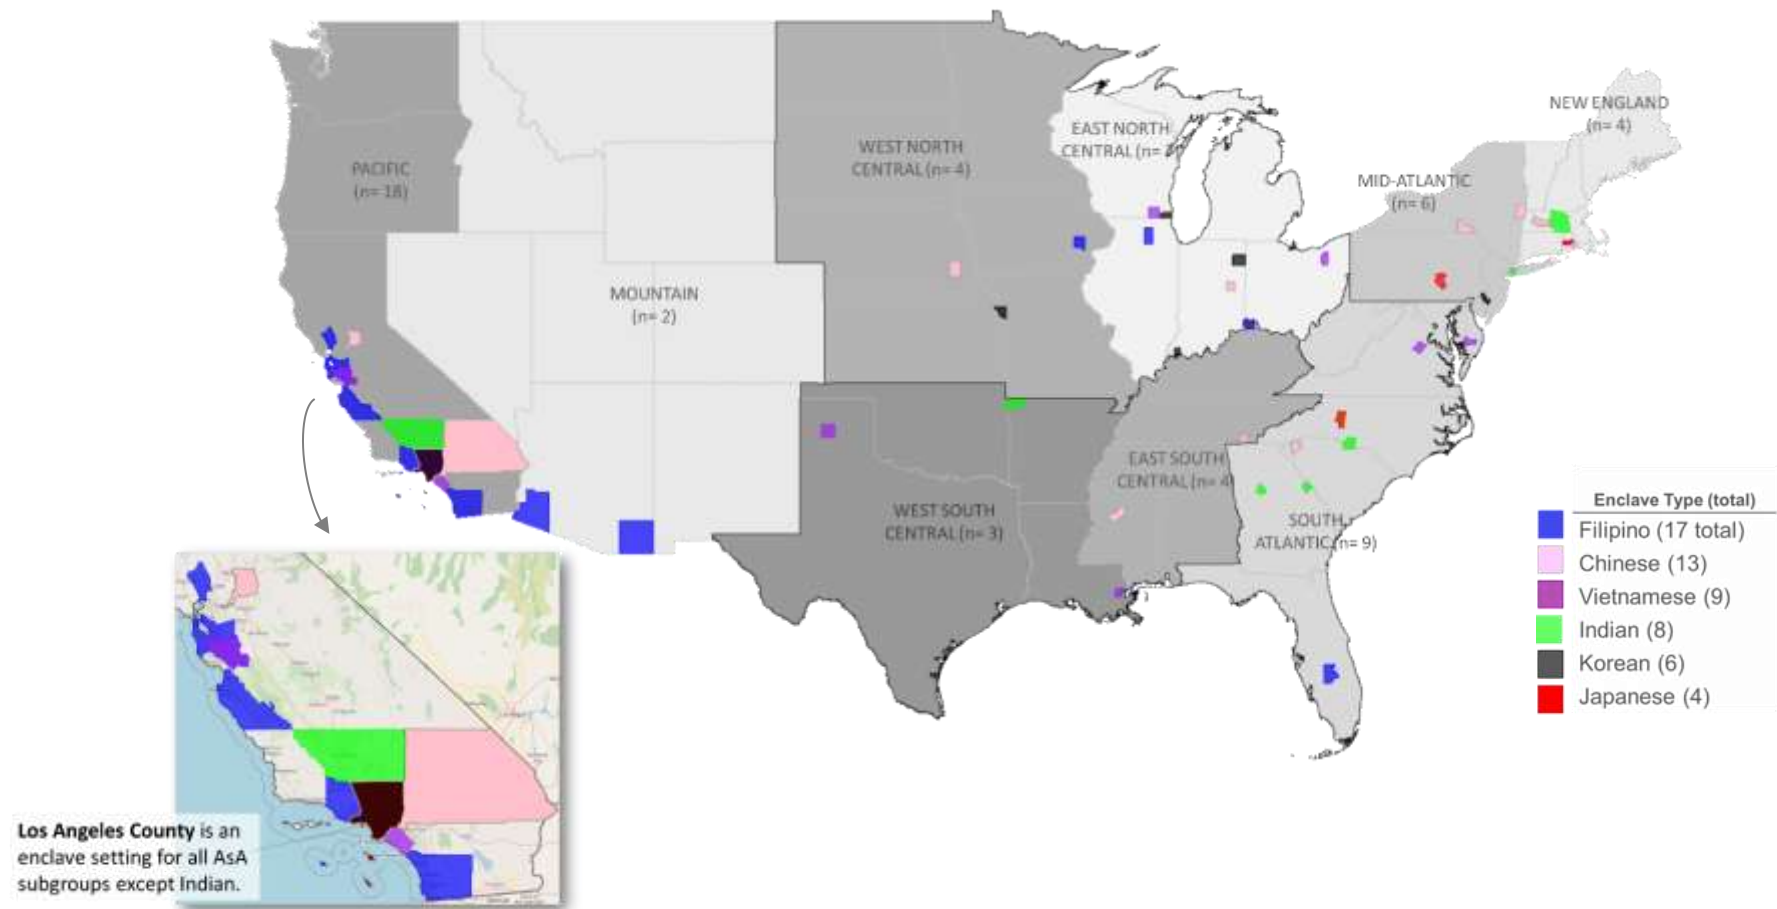 NEW ENGLAND
(n= 4)
EAST NORTH
CENTRAL (n=
WEST NORTH
CENTRAL (n= 4)
PACIFIC
(n= 18)
MID-ATLANTIC
(n= 6)
MOUNTAIN
(n= 2)
EAST SOUTH
CENTRAL (n= 4
WEST SOUTH
CENTRAL (n= 3)
SOUTH
ATLANTIC (n= 9)
Enclave Type (total)
Filipino (17 total)
Chinese (13)
Vietnamese (9)
Indian (8)
Korean (6)
Japanese (4)
Los Angeles County is an
enclave setting for all AsA
subgroups except Indian.